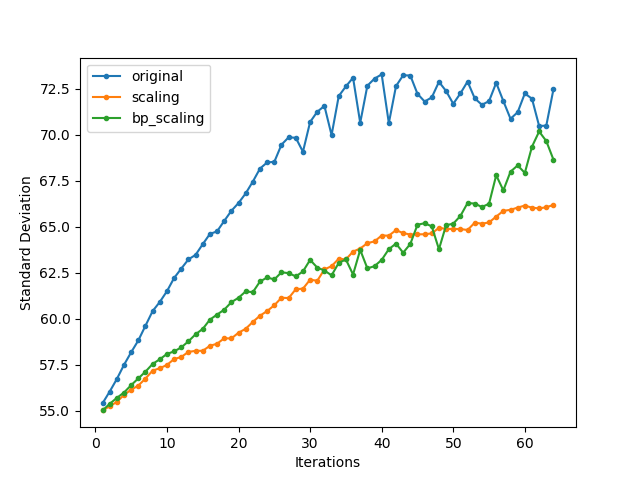 original
scaling
bp_scaling
72.5
70.0
67.5
65.0
62.5
60.0
57.5
55.0
Standard Deviation
0 10 20 30 40 50 60
Iterations